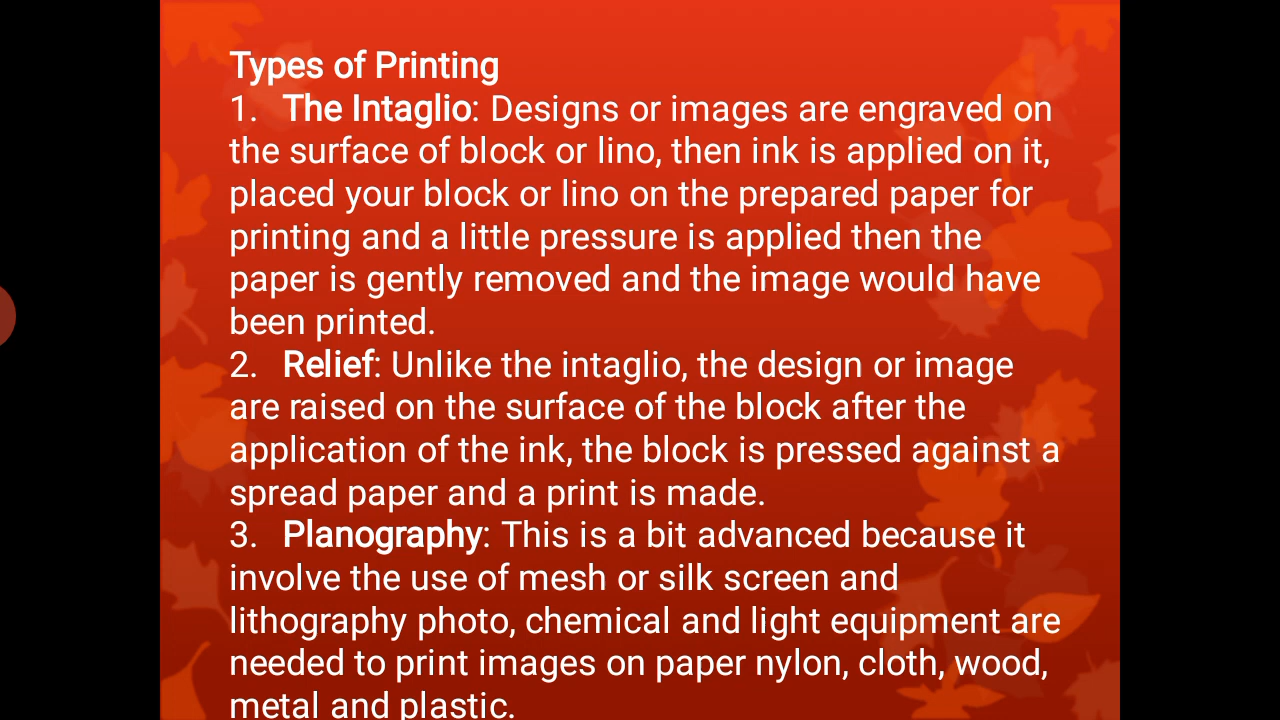 Types of Printing
1. The Intaglio: Designs or images are engraved on
the surface of block or lino, then ink is applied on it,
placed your block or lino on the prepared paper for
printing and a little pressure is applied then the
paper is gently removed and the image would have
been printed.
2. Relief: Unlike the intaglio, the design or image
are raised on the surface of the block after the
application of the ink, the block is pressed against a
spread paper and a print is made.
3. Planography: This is a bit advanced because it
involve the use of mesh or silk screen and
lithography photo, chemical and light equipment are
needed to print images on paper nylon, cloth, wood,
metal and plastic.